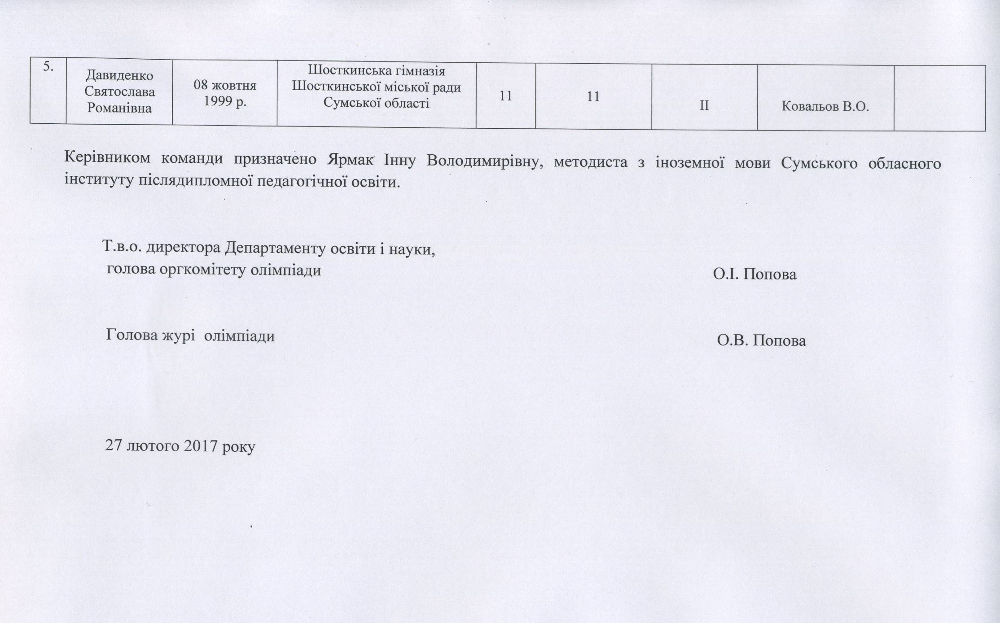 5.
Давиденко
Святослава
Романівна
08 жовтня
1999 р.
Шосткинська гімназія
Шосткинської міської ради
Сумської області
11
11
ІІ
Ковальов В.О.
Керівником команди призначено Ярмак Інну Володимирівну, методиста з іноземної мови Сумського обласного
інституту післядипломної педагогічної освіти.
Т.в.о. директора Департаменту освіти і науки,
голова оргкомітету олімпіади
О.І. Попова
Голова журі олімпіади
О.В. Попова
27 лютого 2017 року